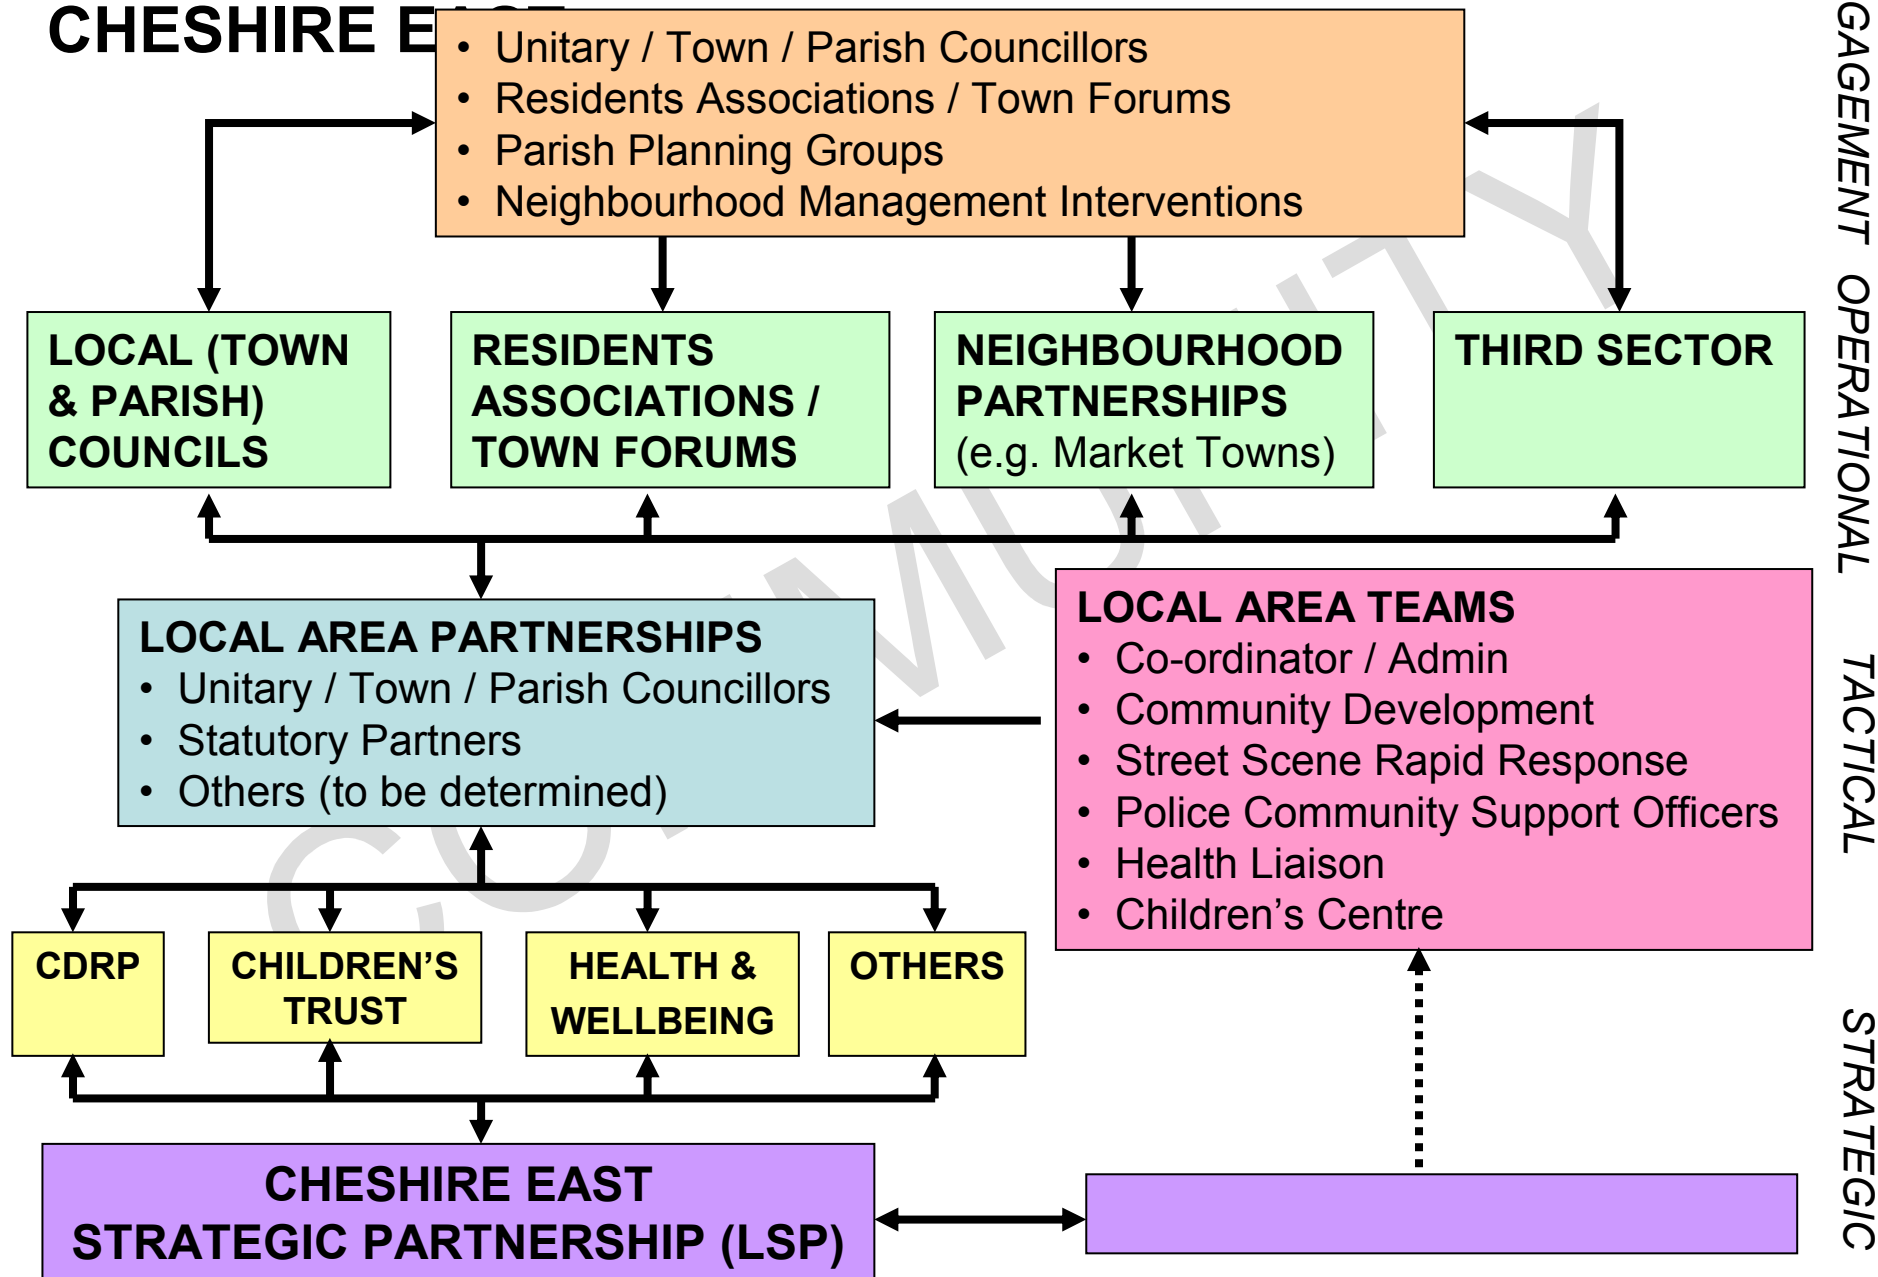 CHESHIRE
• Unitary / Town / Parish Councillors
• Residents Associations / Town Forums
• Parish Planning Groups
• Neighbourhood Management Interventions
LOCAL (TOWN
& PARISH)
COUNCILS
RESIDENTS
ASSOCIATIONS /
TOWN FORUMS
NEIGHBOURHOOD
PARTNERSHIPS
(e.g. Market Towns)
THIRD SECTOR
LOCAL AREA PARTNERSHIPS
• Unitary / Town / Parish Councillors
• Statutory Partners
• Others (to be determined)
LOCAL AREA TEAMS
• Co-ordinator / Admin
• Community Development
• Street Scene Rapid Response
• Police Community Support Officers
• Health Liaison
• Children’s Centre
CDRP
CHILDREN’S
TRUST
HEALTH &
WELLBEING
OTHERS
CHESHIRE EAST
STRATEGIC PARTNERSHIP (LSP)
GAGEMENT
OPERATIONAL
TACTICAL
STRATEGIC